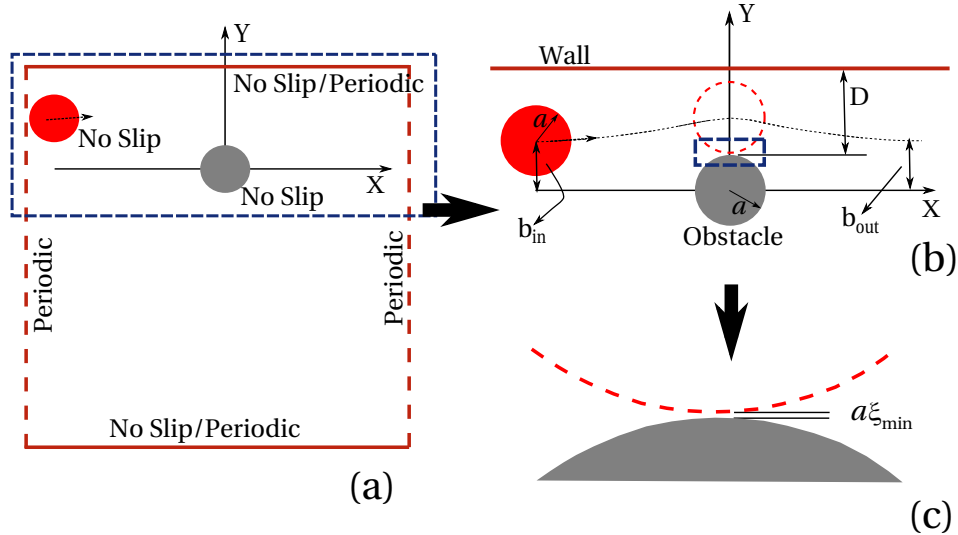 Y
No Slip/Periodic
No Slip
X
No Slip
Periodic
Periodic
No Slip/Periodic
(a)
Y
Wall
D
a
X
a
b_in
Obstacle
b_out
(b)
aξ_min
(c)